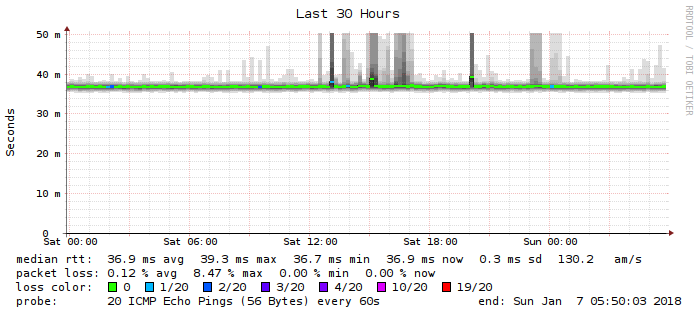 Last 30 Hours
RRDTOOL / TOBI OETIKER
Seconds
50 m
40 m
30 m
20 m
10 m
0
Sat 00:00 Sat 06:00 Sat 12:00 Sat 18:00 Sun 00:00
median rtt: 36.9 ms avg 39.3 ms max 36.7 ms min 36.9 ms now 0.3 ms sd 130.2 am/s
packet loss: 0.12 % avg 8.47 % max 0.00 % min 0.00 % now
loss color: 0 1/20 2/20 3/20 4/20 10/20 19/20
probe: 20 ICMP Echo Pings (56 Bytes) every 60s end: Sun Jan 7 05:50:03 2018